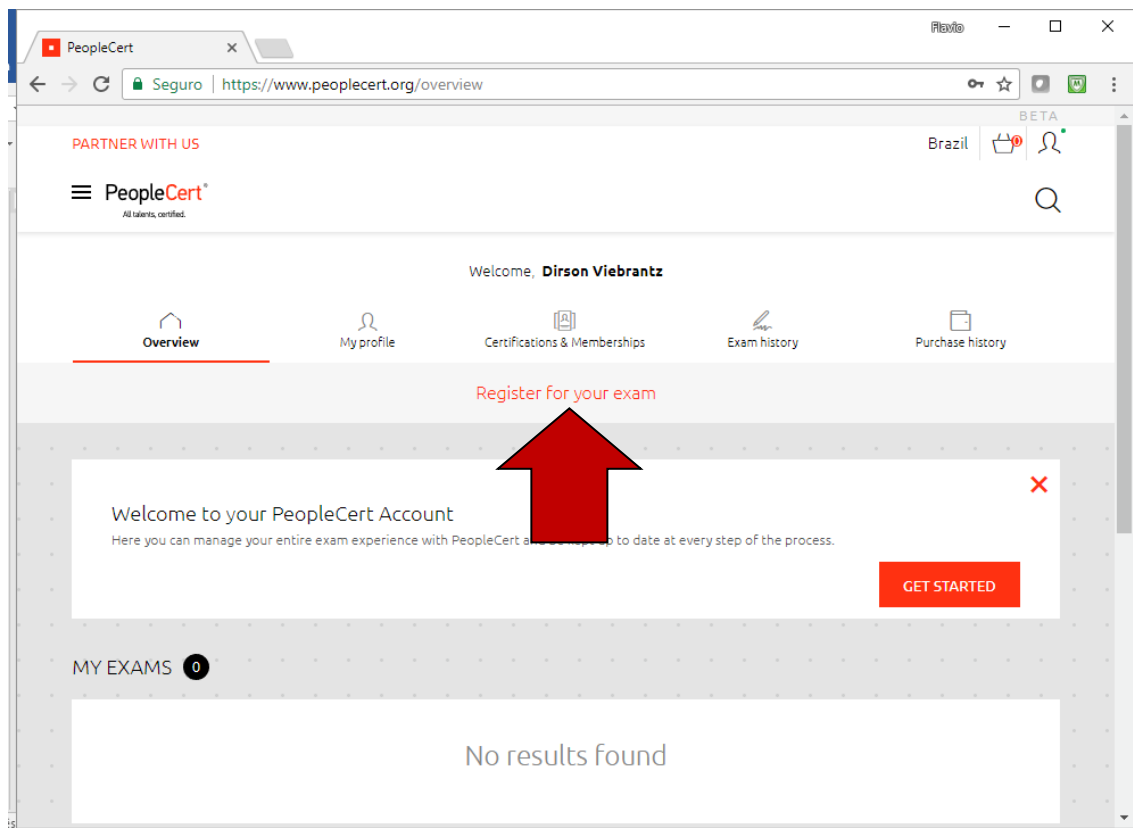 Flavio
PeopleCert
Seguro | https://www.peoplecert.org/overview
BETA
PARTNER WITH US
Brazil
0
PeopleCert®
All talents, certified.
Welcome, Dirson Viebrantz
Overview
My profile
Certifications & Memberships
Exam history
Purchase history
Register for your exam
Welcome to your PeopleCert Account
Here you can manage your entire exam experience with PeopleCert up to date at every step of the process.
GET STARTED
MY EXAMS 0
No results found